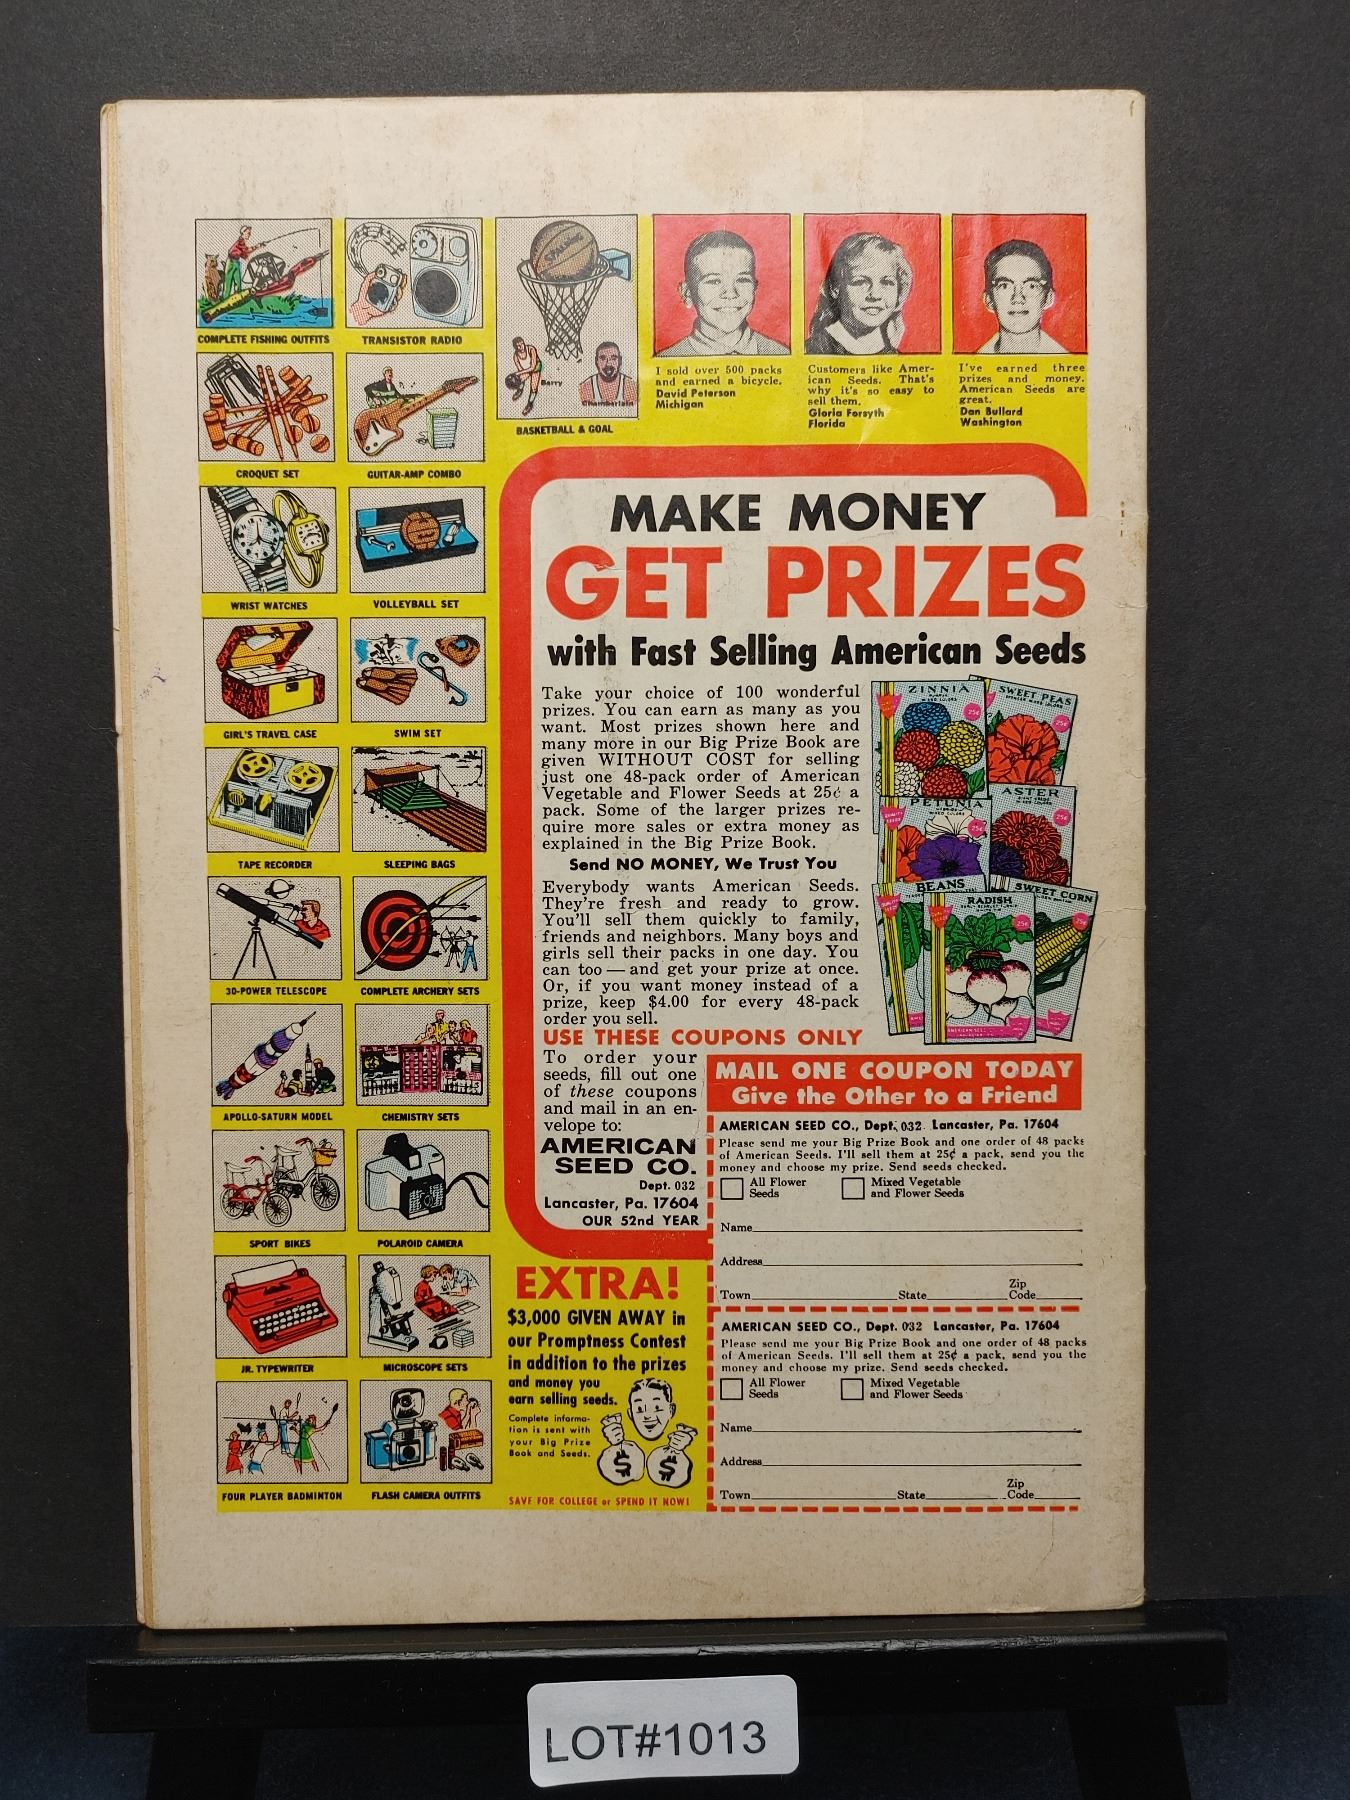 COMPLETE FISHING OUTFITS
TRANSISTOR RADIO
CROQUET SET
GUITAR-AMP COMBO
WRIST WATCHES
VOLLEYBALL SET
GIRL'S TRAVEL CASE
SWIM SET
TAPE RECORDER
SLEEPING BAGS
30-POWER TELESCOPE
COMPLETE ARCHERY SETS
APOLLO-SATURN MODEL
CHEMISTRY SETS
SPORT BIKES
POLAROID CAMERA
JR. TYPEWRITER
MICROSCOPE SETS
FOUR PLAYER BADMINTON
FLASH CAMERA OUTFITS
SPALDING
Barry
Chamberlain
BASKETBALL & GOAL
I sold over 500 packs
and earned a bicycle.
David Peterson
Michigan
Customers like Amer-
ican Seeds. That's
why it's so easy to
sell them.
Gloria Forsyth
Florida
I've earned three
prizes and money.
American Seeds are
great.
Dan Bullard
Washington
MAKE MONEY
GET PRIZES
with Fast Selling American Seeds
Take your choice of 100 wonderful
prizes. You can earn as many as you
want. Most prizes shown here and
many more in our Big Prize Book are
given WITHOUT COST for selling
just one 48-pack order of American
Vegetable and Flower Seeds at 25¢ a
pack. Some of the larger prizes re-
quire more sales or extra money as
explained in the Big Prize Book.
Send NO MONEY, We Trust You
Everybody wants American Seeds.
They're fresh and ready to grow.
You'll sell them quickly to family,
friends and neighbors. Many boys and
girls sell their packs in one day. You
can too — and get your prize at once.
Or, if you want money instead of a
prize, keep $4.00 for every 48-pack
order you sell.
USE THESE COUPONS ONLY
To order your
seeds, fill out one
of these coupons
and mail in an en-
velope to:
AMERICAN
SEED CO.
Dept. 032
Lancaster, Pa. 17604
OUR 52nd YEAR
ZINNIA
MIXED COLORS
SWEET PEAS
25¢
PETUNIA
MIXED COLORS
25¢
ASTER
25¢
BEANS
RADISH
25¢
SWEET CORN
25¢
MAIL ONE COUPON TODAY
Give the Other to a Friend
AMERICAN SEED CO., Dept. 032 Lancaster, Pa. 17604
Please send me your Big Prize Book and one order of 48 packs
of American Seeds. I'll sell them at 25¢ a pack, send you the
money and choose my prize. Send seeds checked.
All Flower Seeds
Mixed Vegetable and Flower Seeds
Name
Address
Town State Zip Code
AMERICAN SEED CO., Dept. 032 Lancaster, Pa. 17604
Please send me your Big Prize Book and one order of 48 packs
of American Seeds. I'll sell them at 25¢ a pack, send you the
money and choose my prize. Send seeds checked.
All Flower Seeds
Mixed Vegetable and Flower Seeds
Name
Address
Town State Zip Code
EXTRA!
$3,000 GIVEN AWAY in
our Promptness Contest
in addition to the prizes
and money you
earn selling seeds.
Complete informa-
tion is sent with
your Big Prize
Book and Seeds.
$ $
SAVE FOR COLLEGE or SPEND IT NOW!
LOT#1013